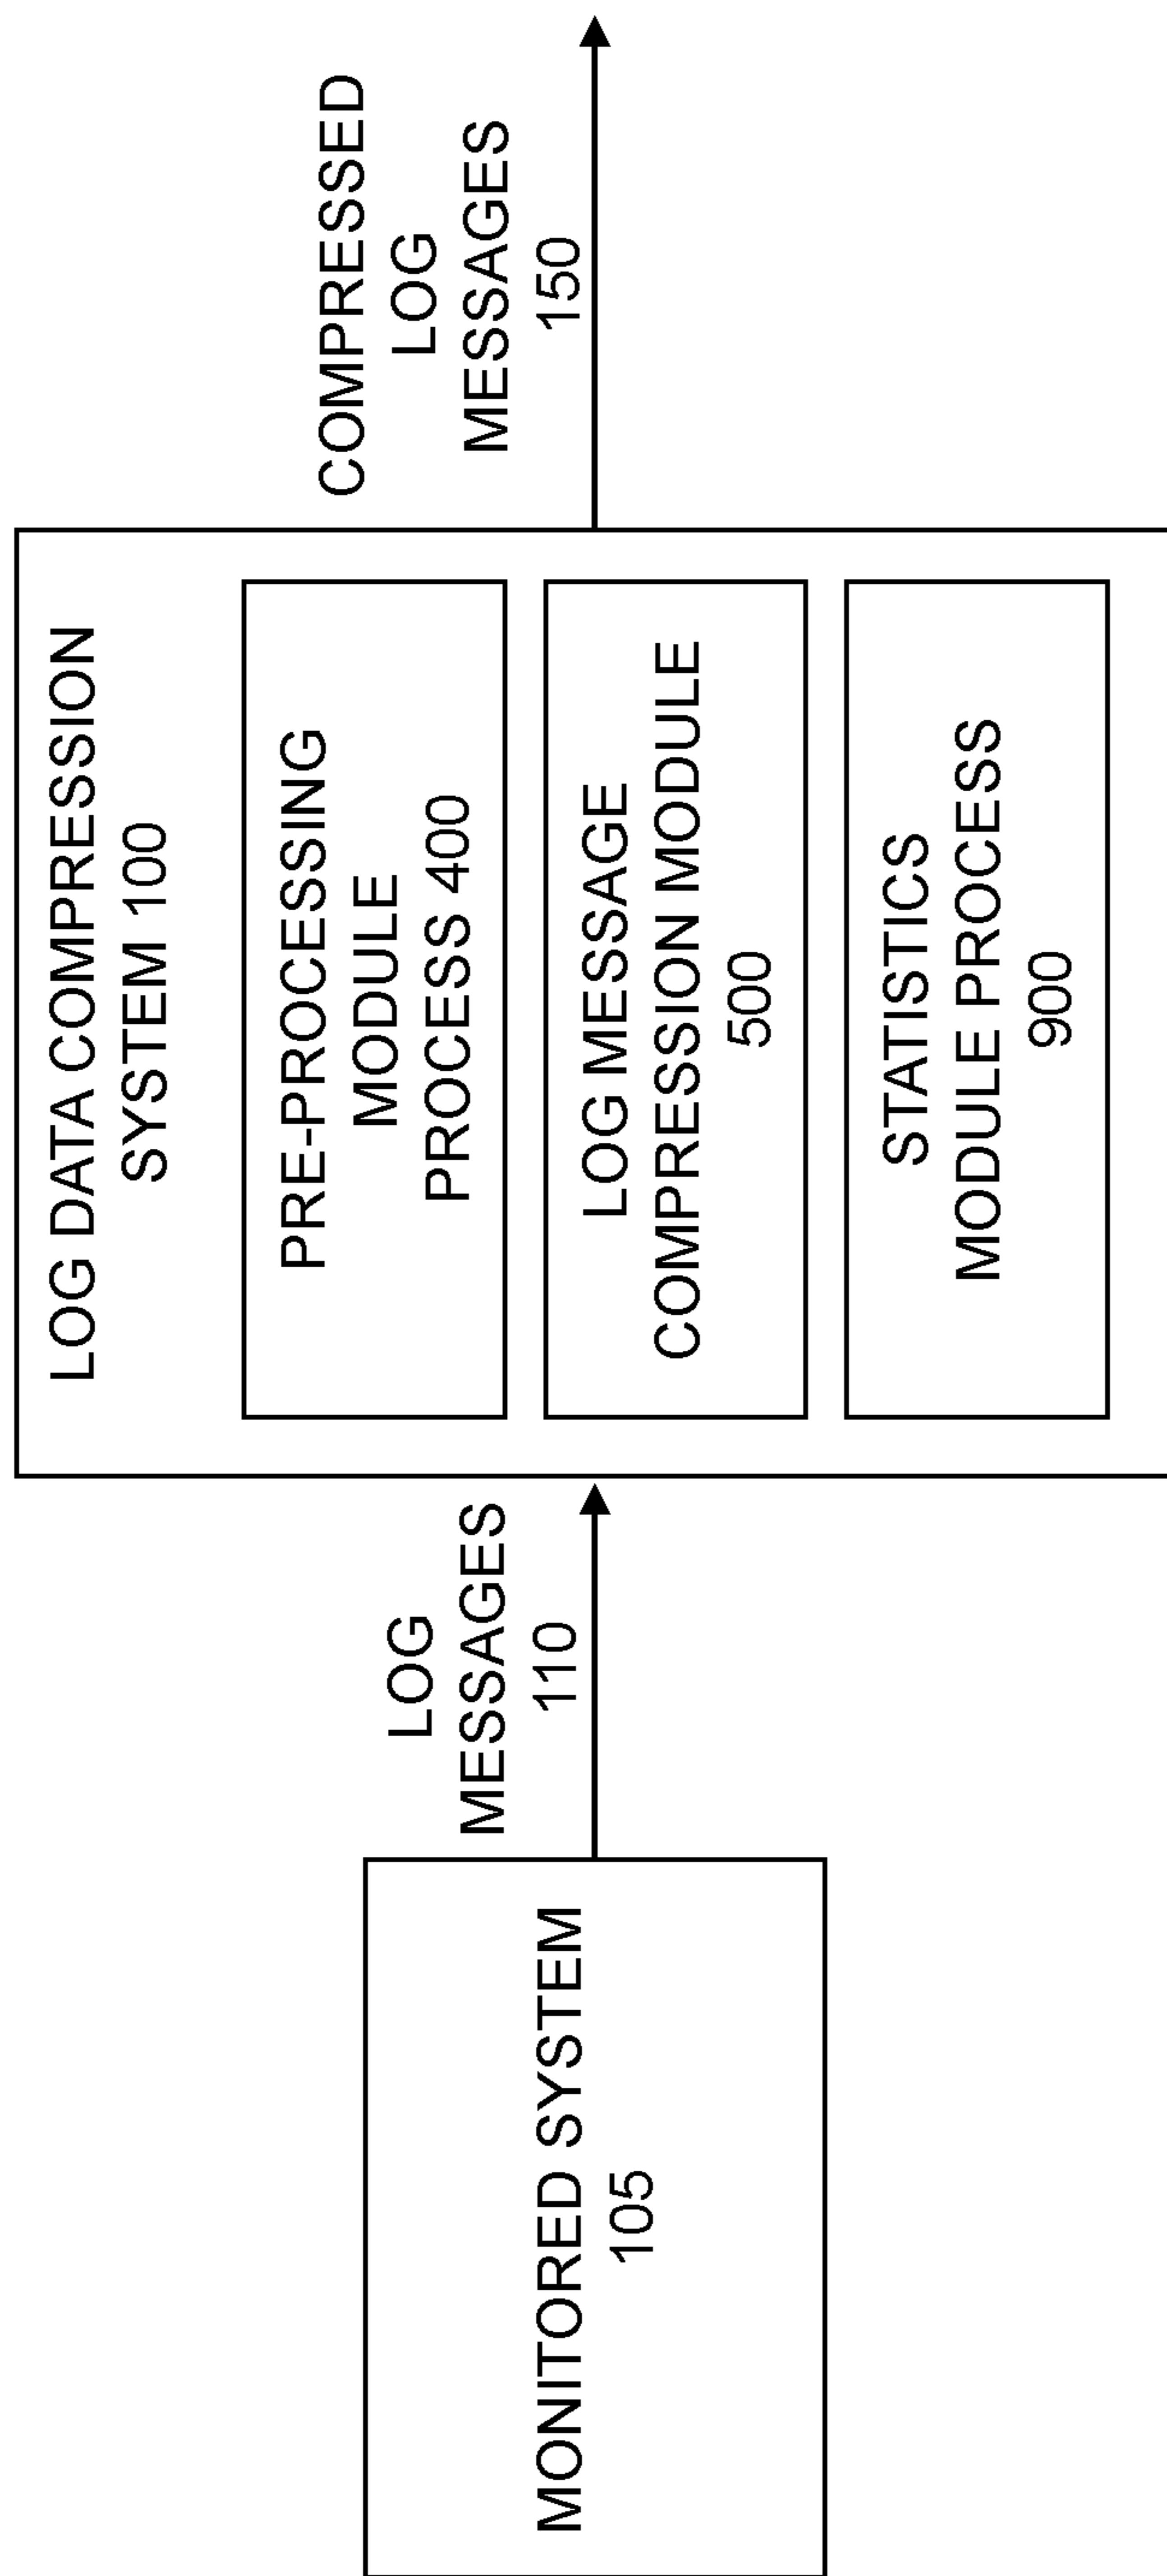 MONITORED SYSTEM
105
LOG
MESSAGES
110
LOG DATA COMPRESSION
SYSTEM 100
PRE-PROCESSING
MODULE
PROCESS 400
LOG MESSAGE
COMPRESSION MODULE
500
STATISTICS
MODULE PROCESS
900
COMPRESSED
LOG
MESSAGES
150